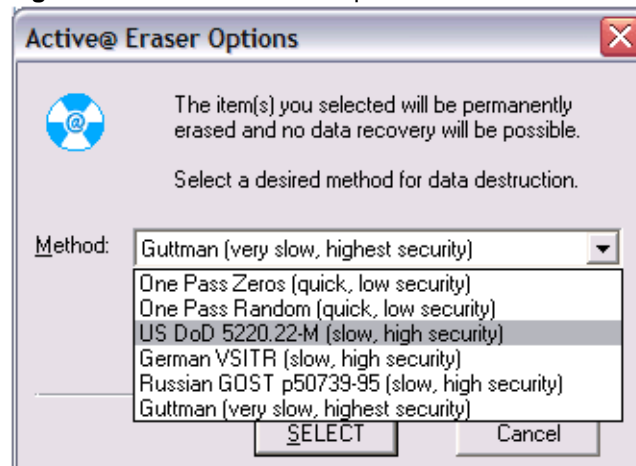 Active@ Eraser Options
@
The item(s) you selected will be permanently
erased and no data recovery will be possible.
Select a desired method for data destruction.
Method: Guttman (very slow, highest security)
One Pass Zeros (quick, low security)
One Pass Random (quick, low security)
US DoD 5220.22-M (slow, high security)
German VSITR (slow, high security)
Russian GOST p50739-95 (slow, high security)
Guttman (very slow, highest security)
SELECT Cancel